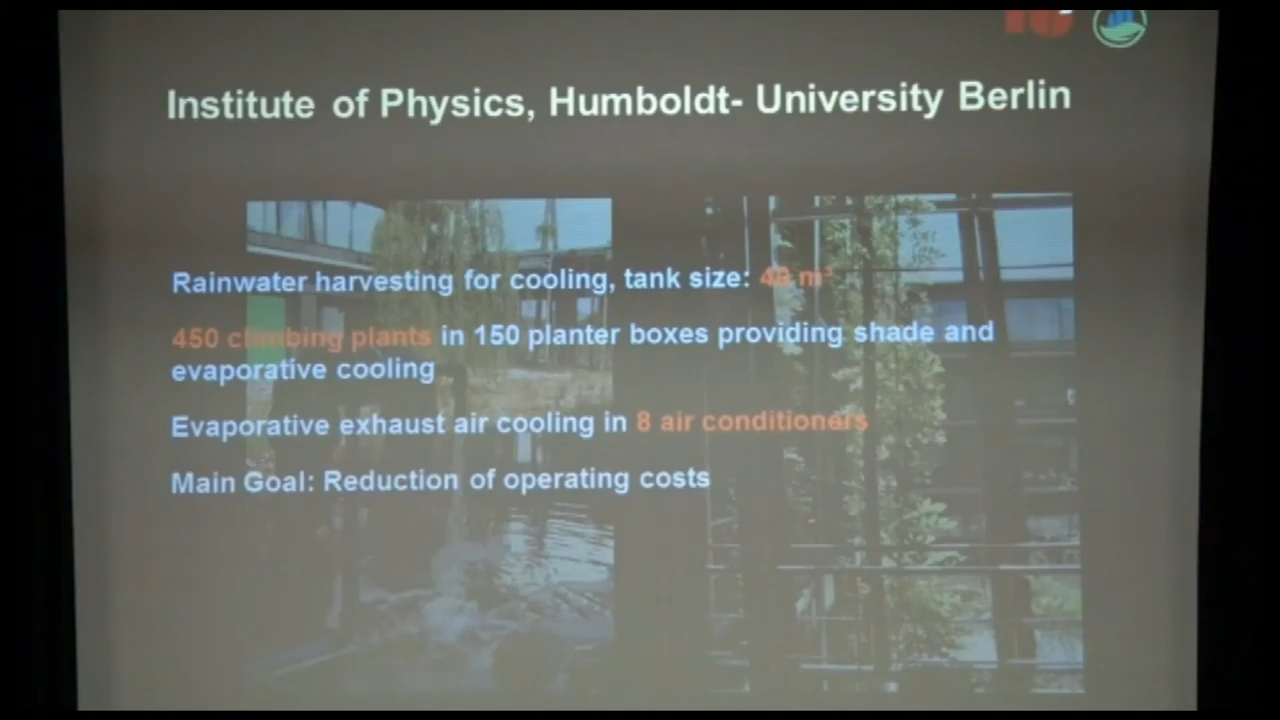 Institute of Physics, Humboldt- University Berlin
Rainwater harvesting for cooling, tank size: m³
450 climbing plants in 150 planter boxes providing shade and
evaporative cooling
Evaporative exhaust air cooling in 8 air conditioners
Main Goal: Reduction of operating costs